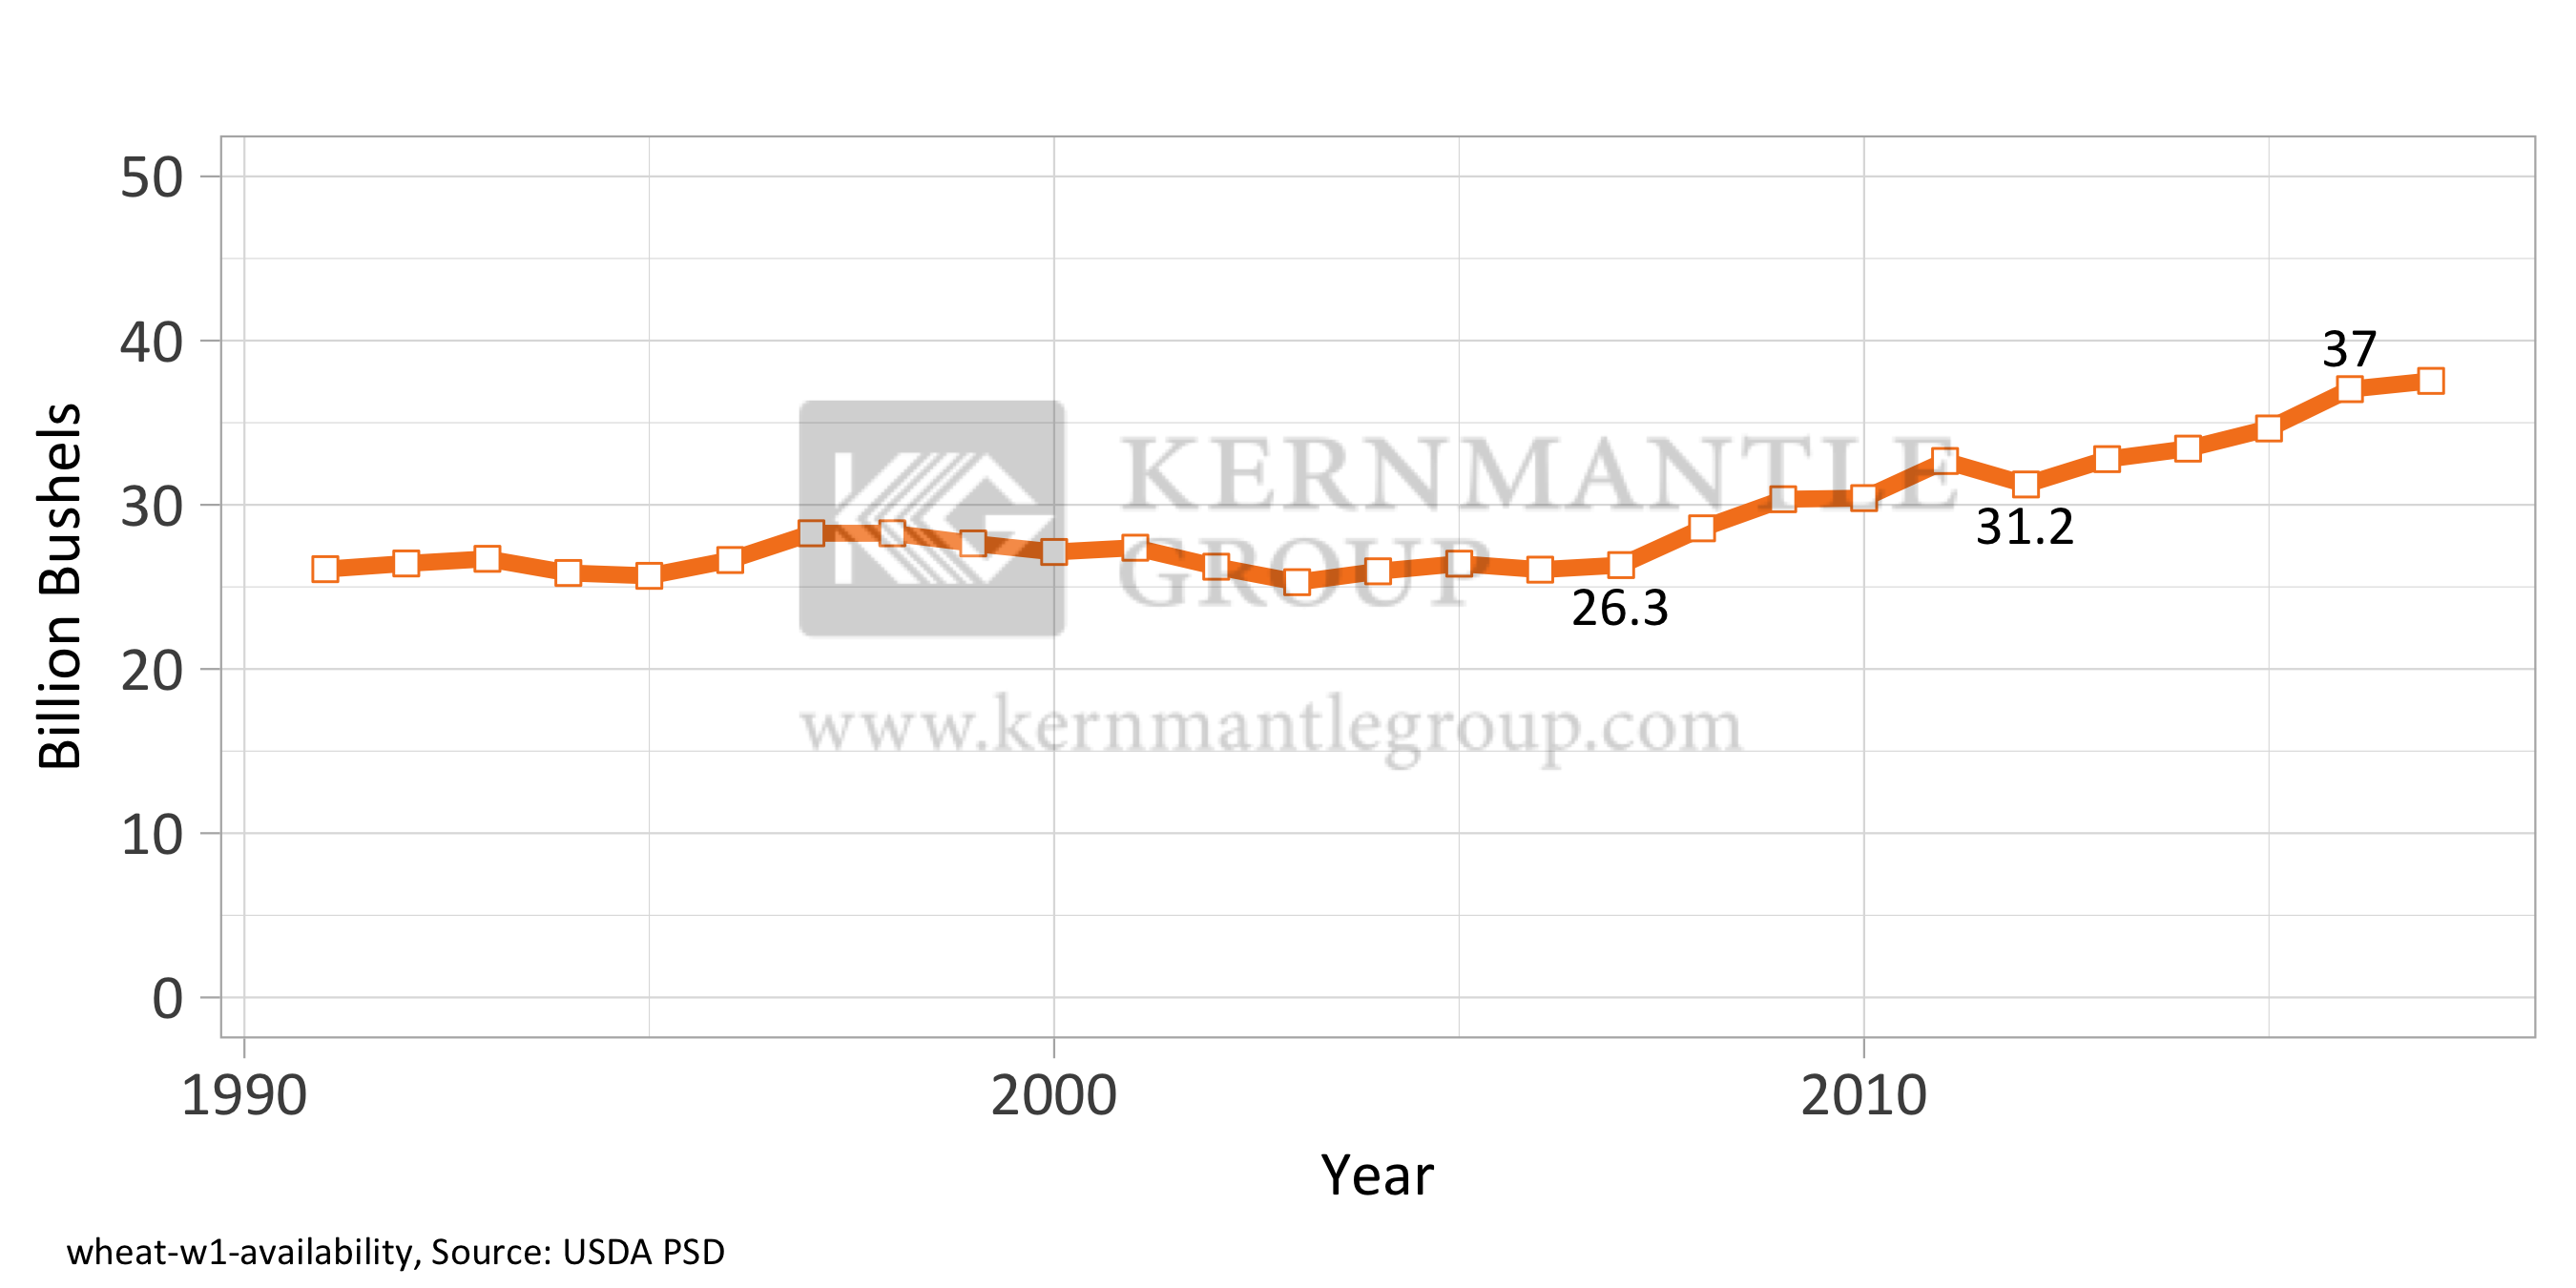 50
40
30
20
10
0
Billion Bushels
37
31.2
26.3
KERNMANTLE
GROUP
www.kernmantlegroup.com
1990
2000
2010
Year
wheat-w1-availability, Source: USDA PSD